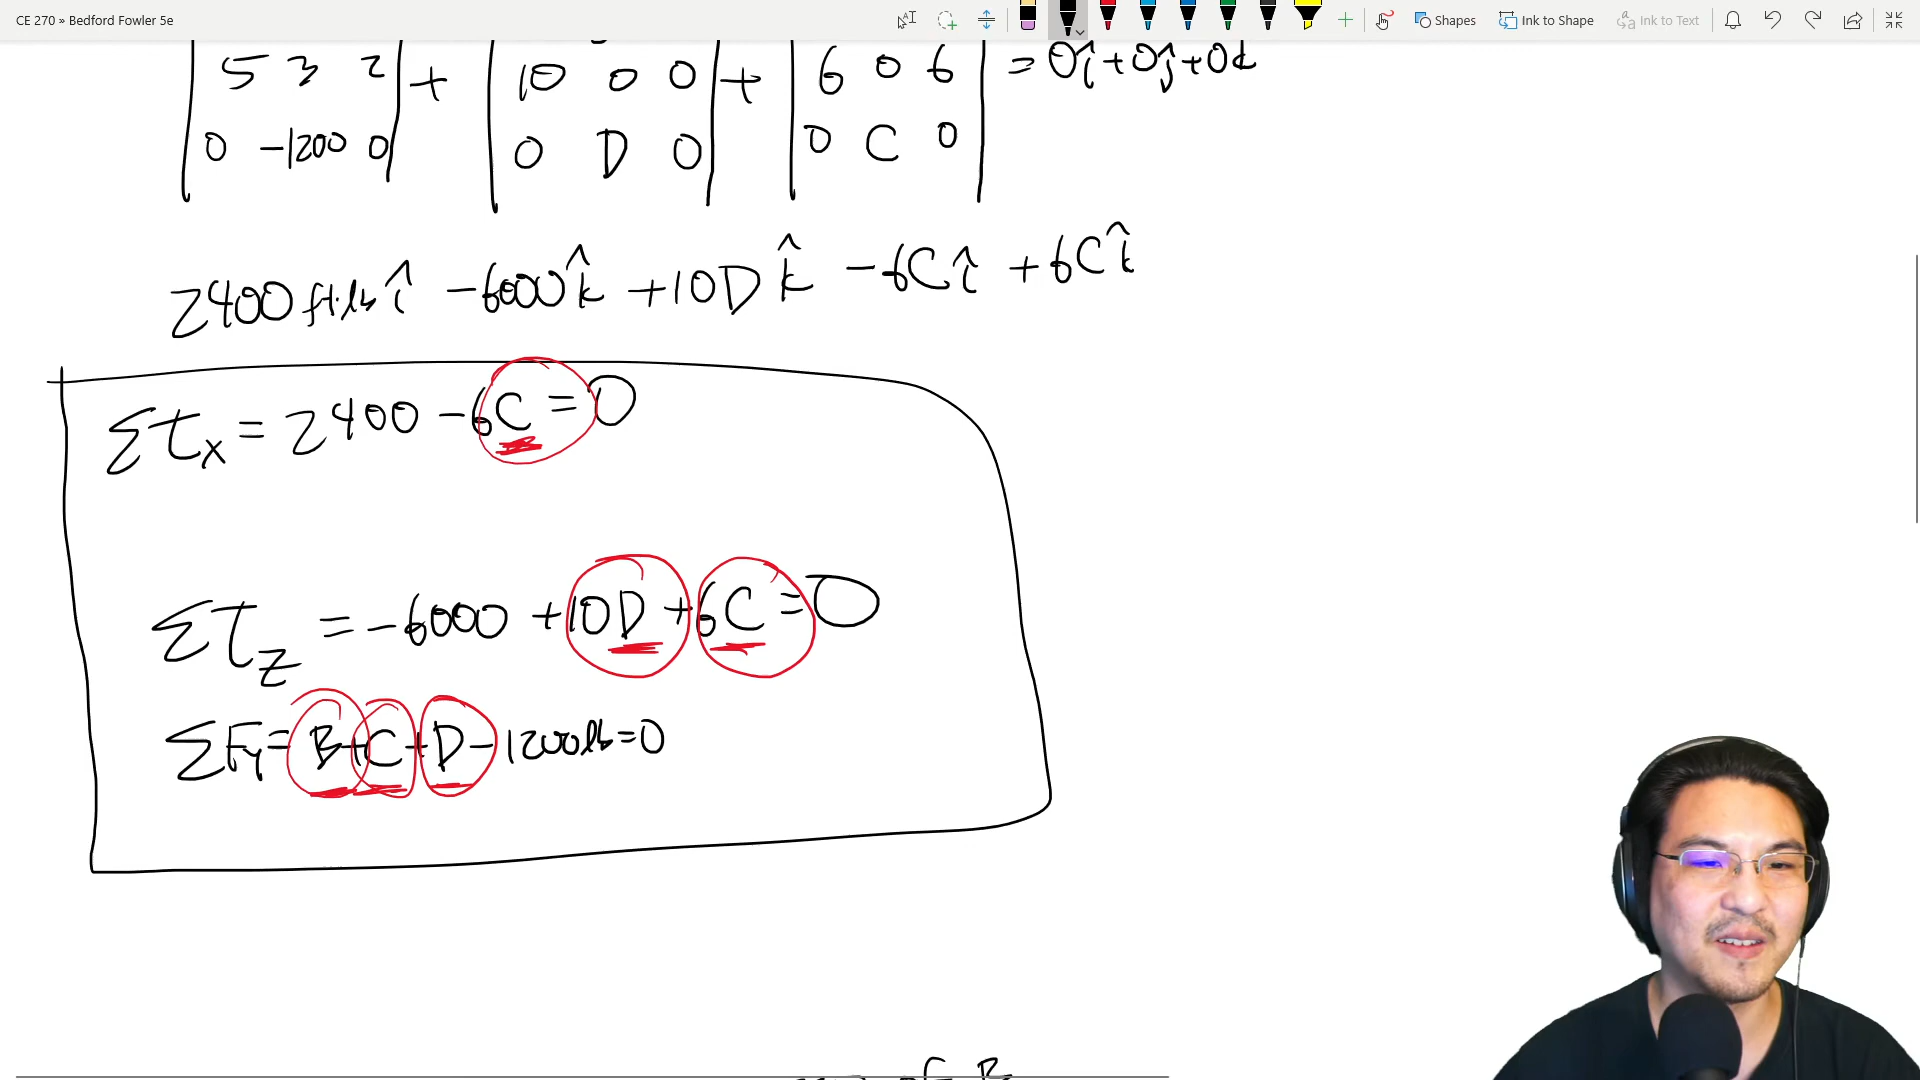 CE 270 » Bedford Fowler 5e
Shapes Ink to Shape Ink to Text
5 3 2 + 10 0 0 + 6 0 6 = 0î+0ĵ+0k
0 -1200 0 0 D 0 0 C 0
2400 ft·lb î -6000 k̂ +10D k̂ -6C î +6C k̂
Στx = 2400 -6C = 0
Στz = -6000 +10D +6C = 0
ΣFy= B+C+D-1200lb=0